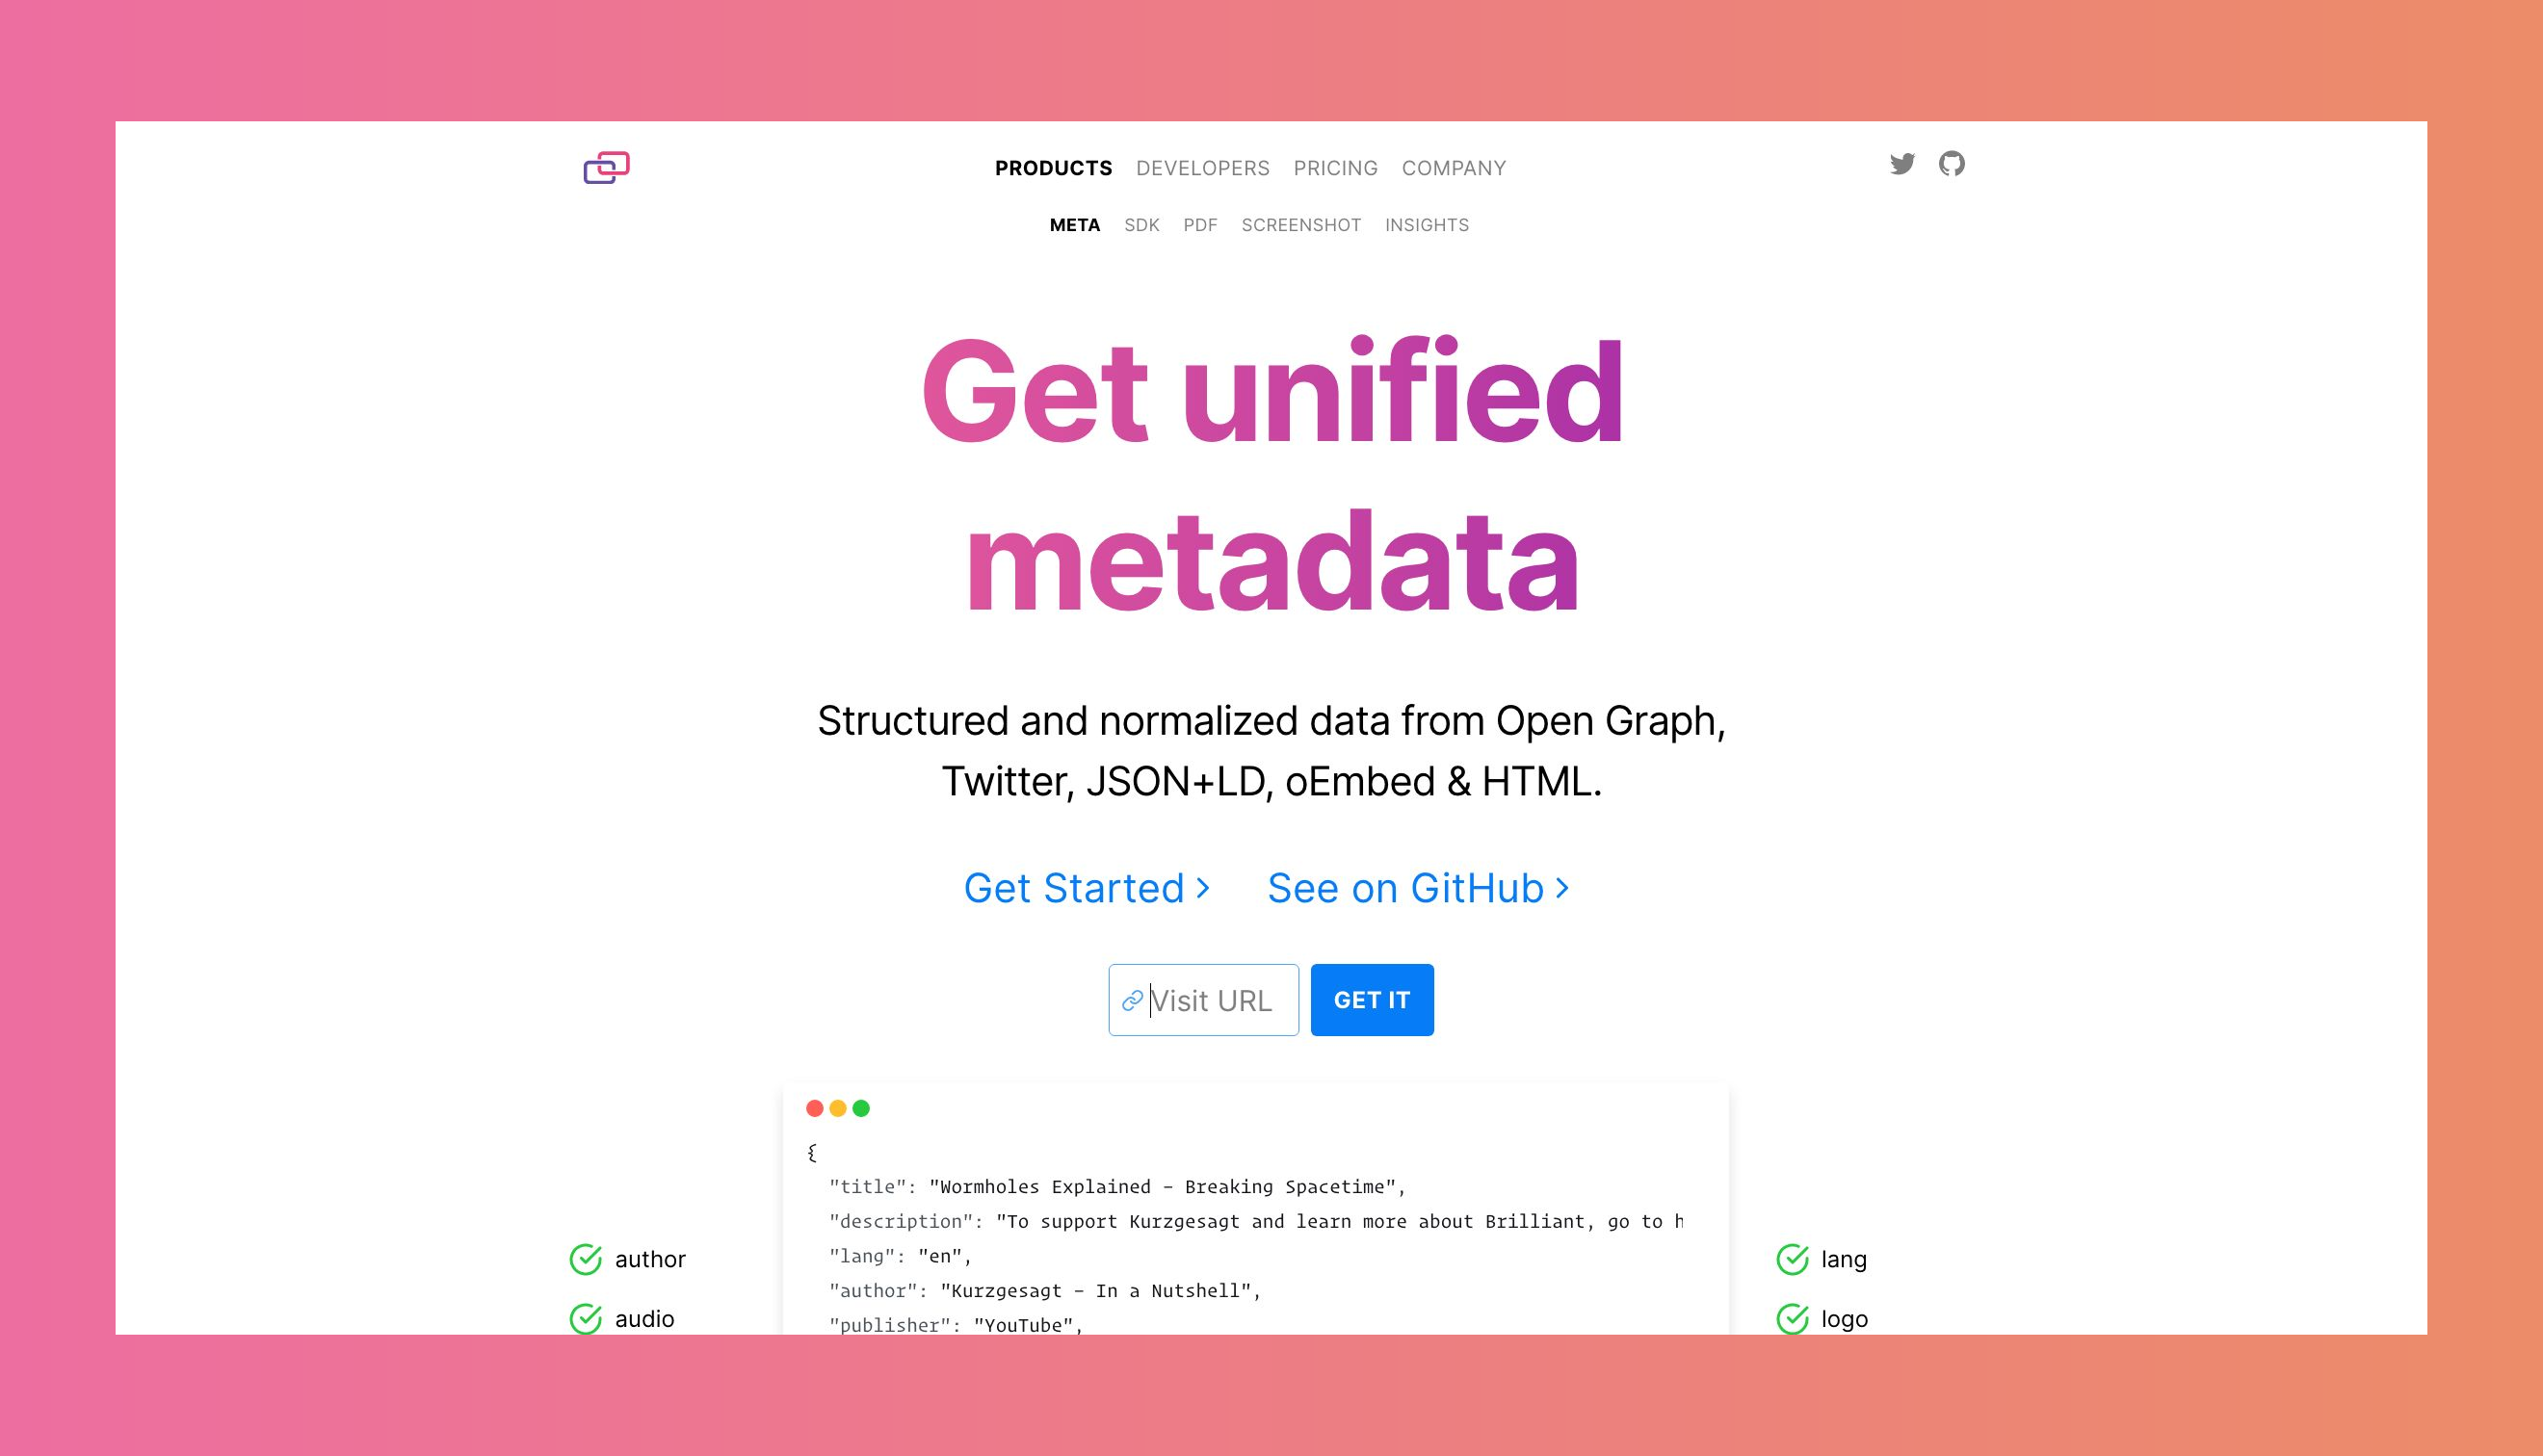 PRODUCTS DEVELOPERS PRICING COMPANY
META SDK PDF SCREENSHOT INSIGHTS
Get unified
metadata
Structured and normalized data from Open Graph,
Twitter, JSON+LD, oEmbed & HTML.
Get Started See on GitHub
Visit URL GET IT
{
"title": "Wormholes Explained – Breaking Spacetime",
"description": "To support Kurzgesagt and learn more about Brilliant, go to h
"lang": "en",
"author": "Kurzgesagt – In a Nutshell",
"publisher": "YouTube",
author
audio
lang
logo